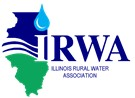 IRWA
ILLINOIS RURAL WATER
ASSOCIATION